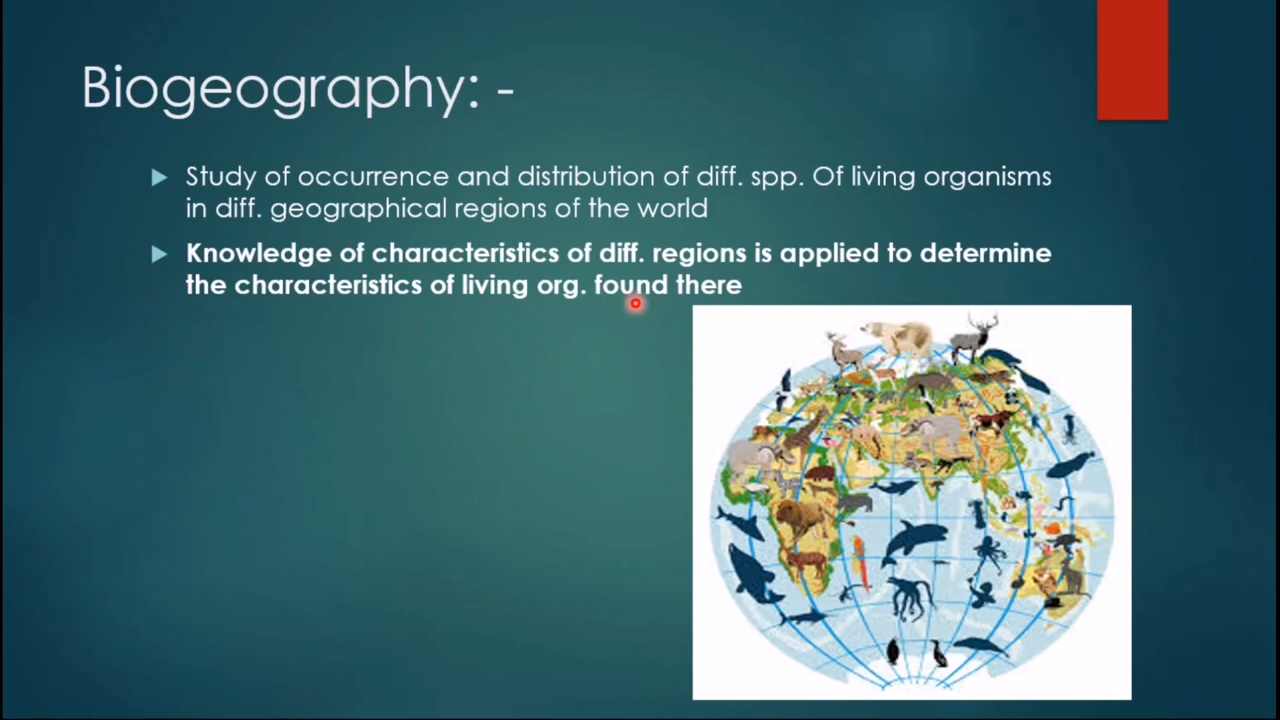 Biogeography: -
Study of occurrence and distribution of diff. spp. Of living organisms
in diff. geographical regions of the world
Knowledge of characteristics of diff. regions is applied to determine
the characteristics of living org. found there